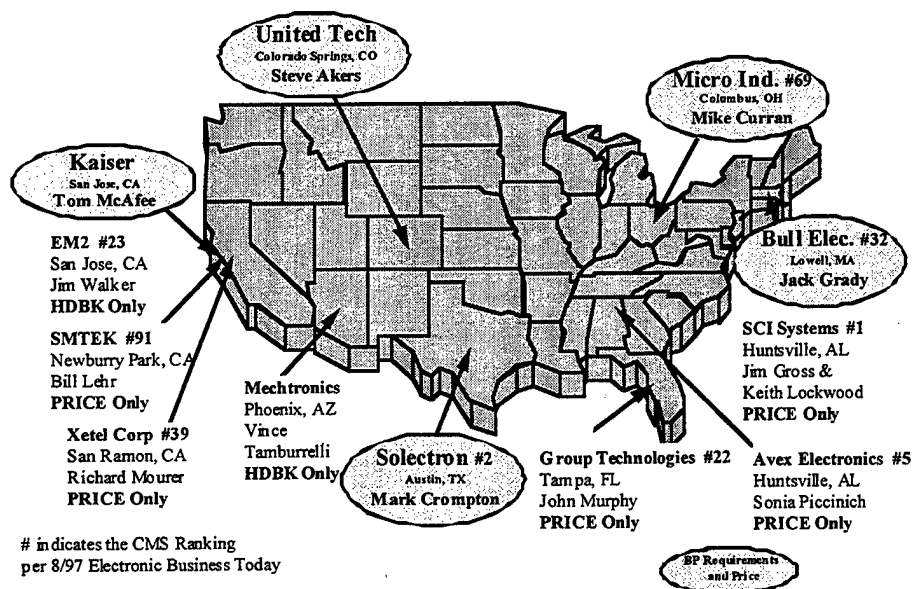 United Tech
Colorado Springs, CO
Steve Akers
Micro Ind. #69
Columbus, OH
Mike Curran
Kaiser
San Jose, CA
Tom McAfee
EM2 #23
San Jose, CA
Jim Walker
HDBK Only
SMTEK #91
Newburry Park, CA
Bill Lehr
PRICE Only
Xetel Corp #39
San Ramon, CA
Richard Mourer
PRICE Only
Mechtronics
Phoenix, AZ
Vince
Tamburrelli
HDBK Only
Solectron #2
Austin, TX
Mark Crompton
Bull Elec. #32
Lowell, MA
Jack Grady
SCI Systems #1
Huntsville, AL
Jim Gross &
Keith Lockwood
PRICE Only
Group Technologies #22
Tampa, FL
John Murphy
PRICE Only
Avex Electronics #5
Huntsville, AL
Sonia Piccinich
PRICE Only
# indicates the CMS Ranking
per 8/97 Electronic Business Today
BP Requirements
and Price